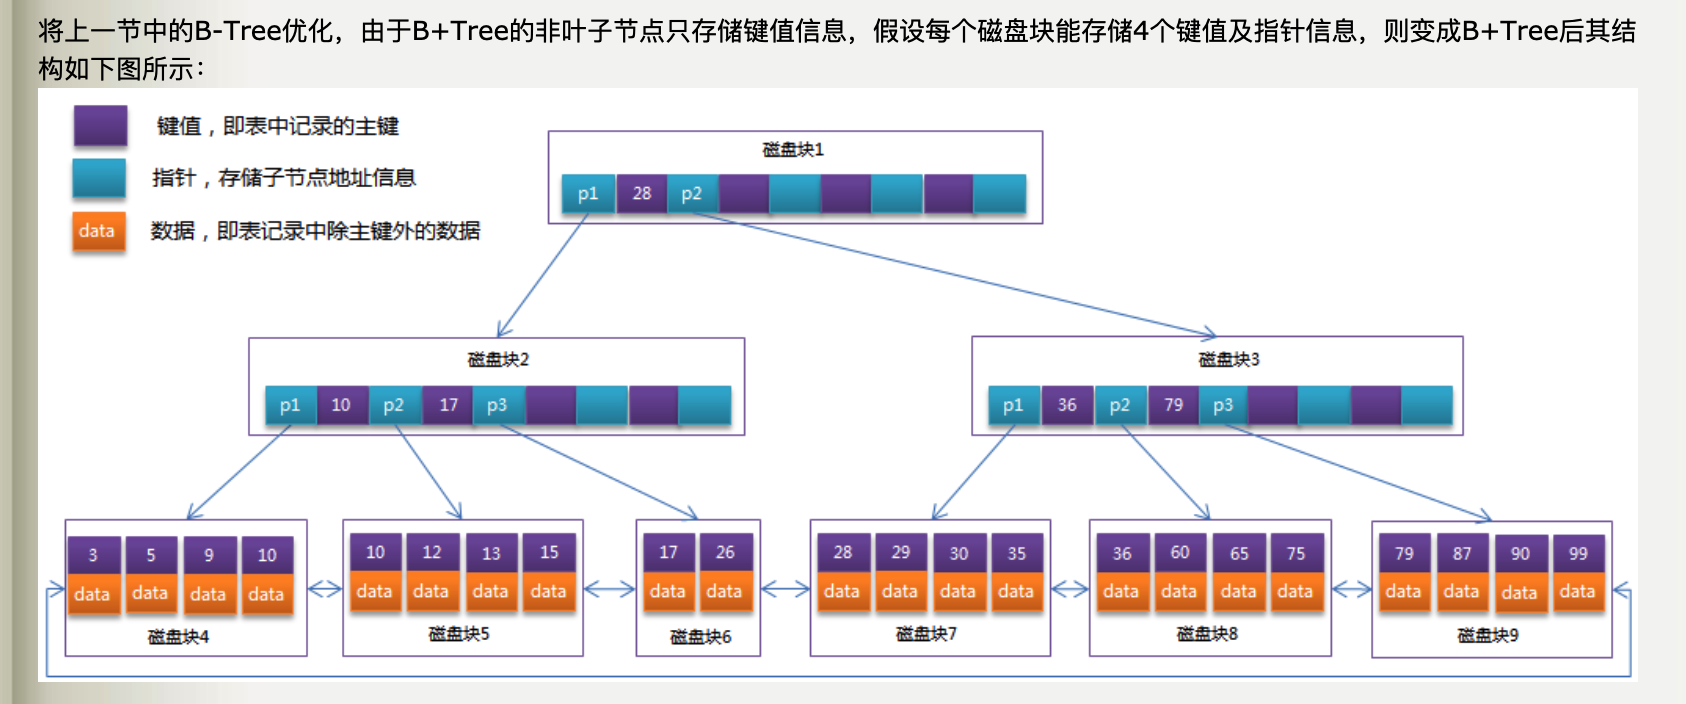 将上一节中的B-Tree优化，由于B+Tree的非叶子节点只存储键值信息，假设每个磁盘块能存储4个键值及指针信息，则变成B+Tree后其结
构如下图所示：
键值，即表中记录的主键
指针，存储子节点地址信息
data 数据，即表记录中除主键外的数据
磁盘块1
p1 28 p2
磁盘块2
p1 10 p2 17 p3
磁盘块3
p1 36 p2 79 p3
3 5 9 10
data data data data
磁盘块4
10 12 13 15
data data data data
磁盘块5
17 26
data data
磁盘块6
28 29 30 35
data data data data
磁盘块7
36 60 65 75
data data data data
磁盘块8
79 87 90 99
data data data data
磁盘块9